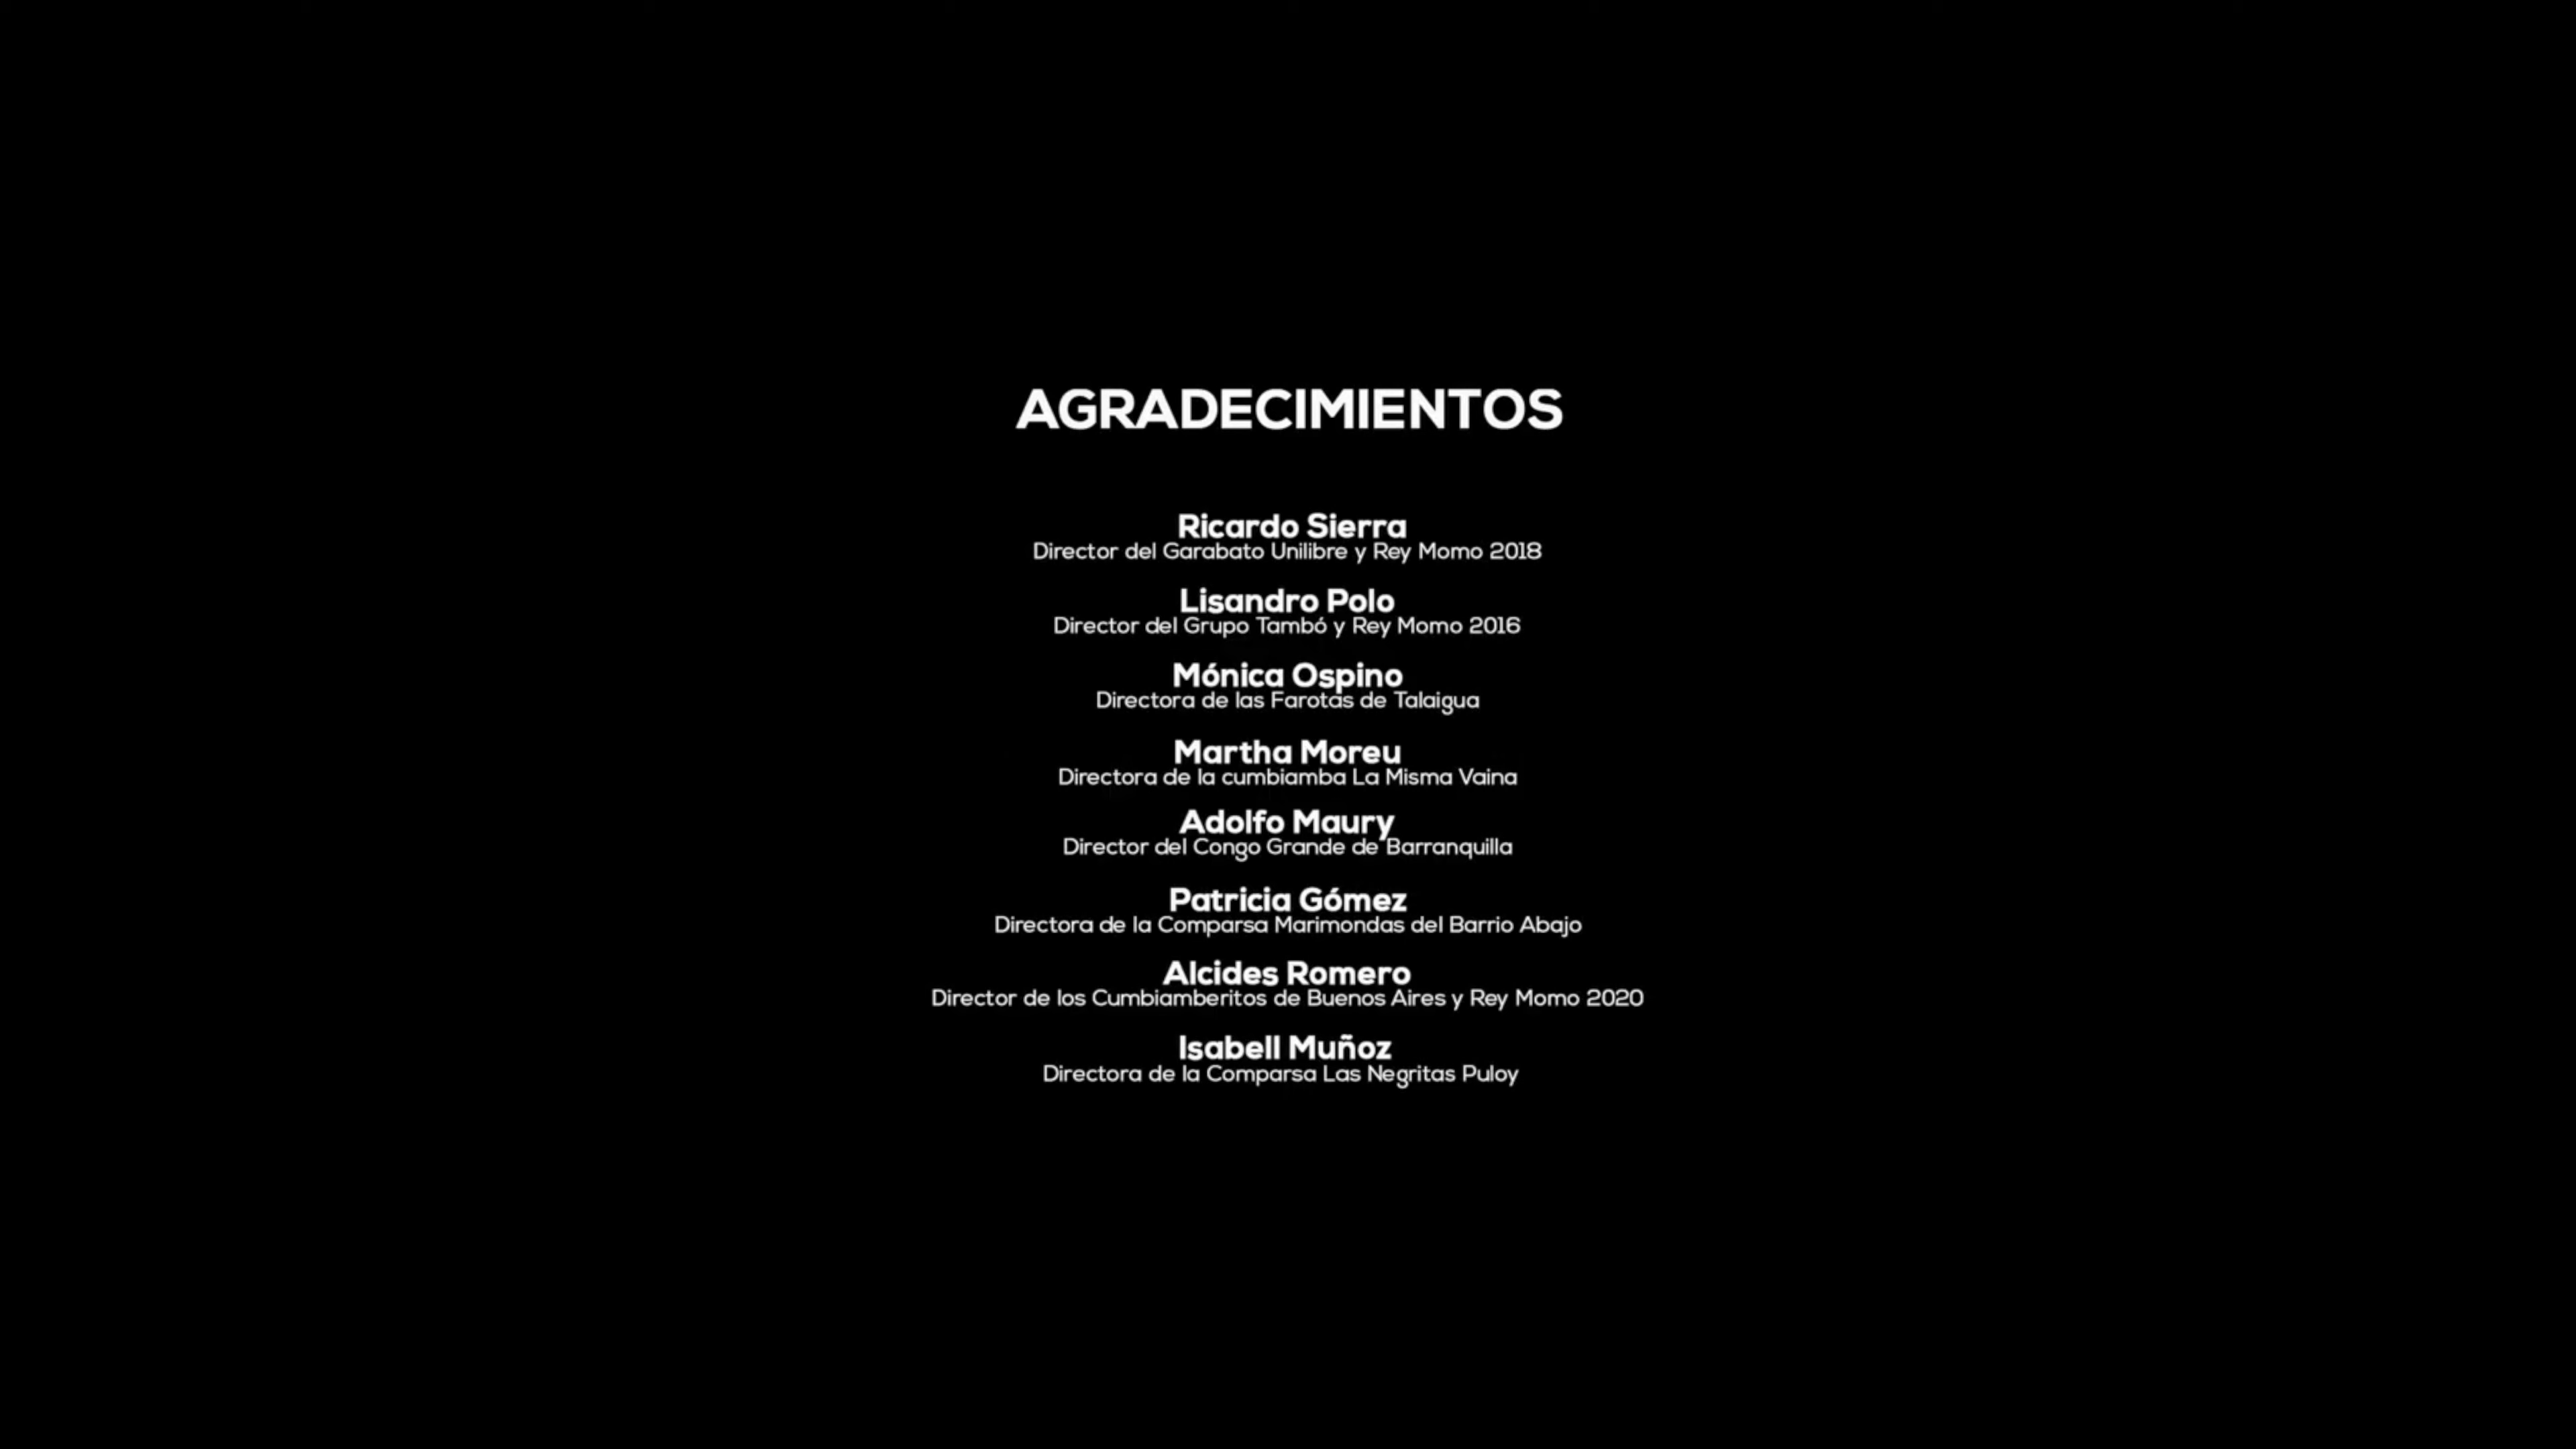 AGRADECIMIENTOS
Ricardo Sierra
Director del Garabato Unilibre y Rey Momo 2018
Lisandro Polo
Director del Grupo Tambó y Rey Momo 2016
Mónica Ospino
Directora de las Farotas de Talaigua
Martha Moreu
Directora de la cumbiamba La Misma Vaina
Adolfo Maury
Director del Congo Grande de Barranquilla
Patricia Gómez
Directora de la Comparsa Marimondas del Barrio Abajo
Alcides Romero
Director de los Cumbiamberitos de Buenos Aires y Rey Momo 2020
Isabell Muñoz
Directora de la Comparsa Las Negritas Puloy